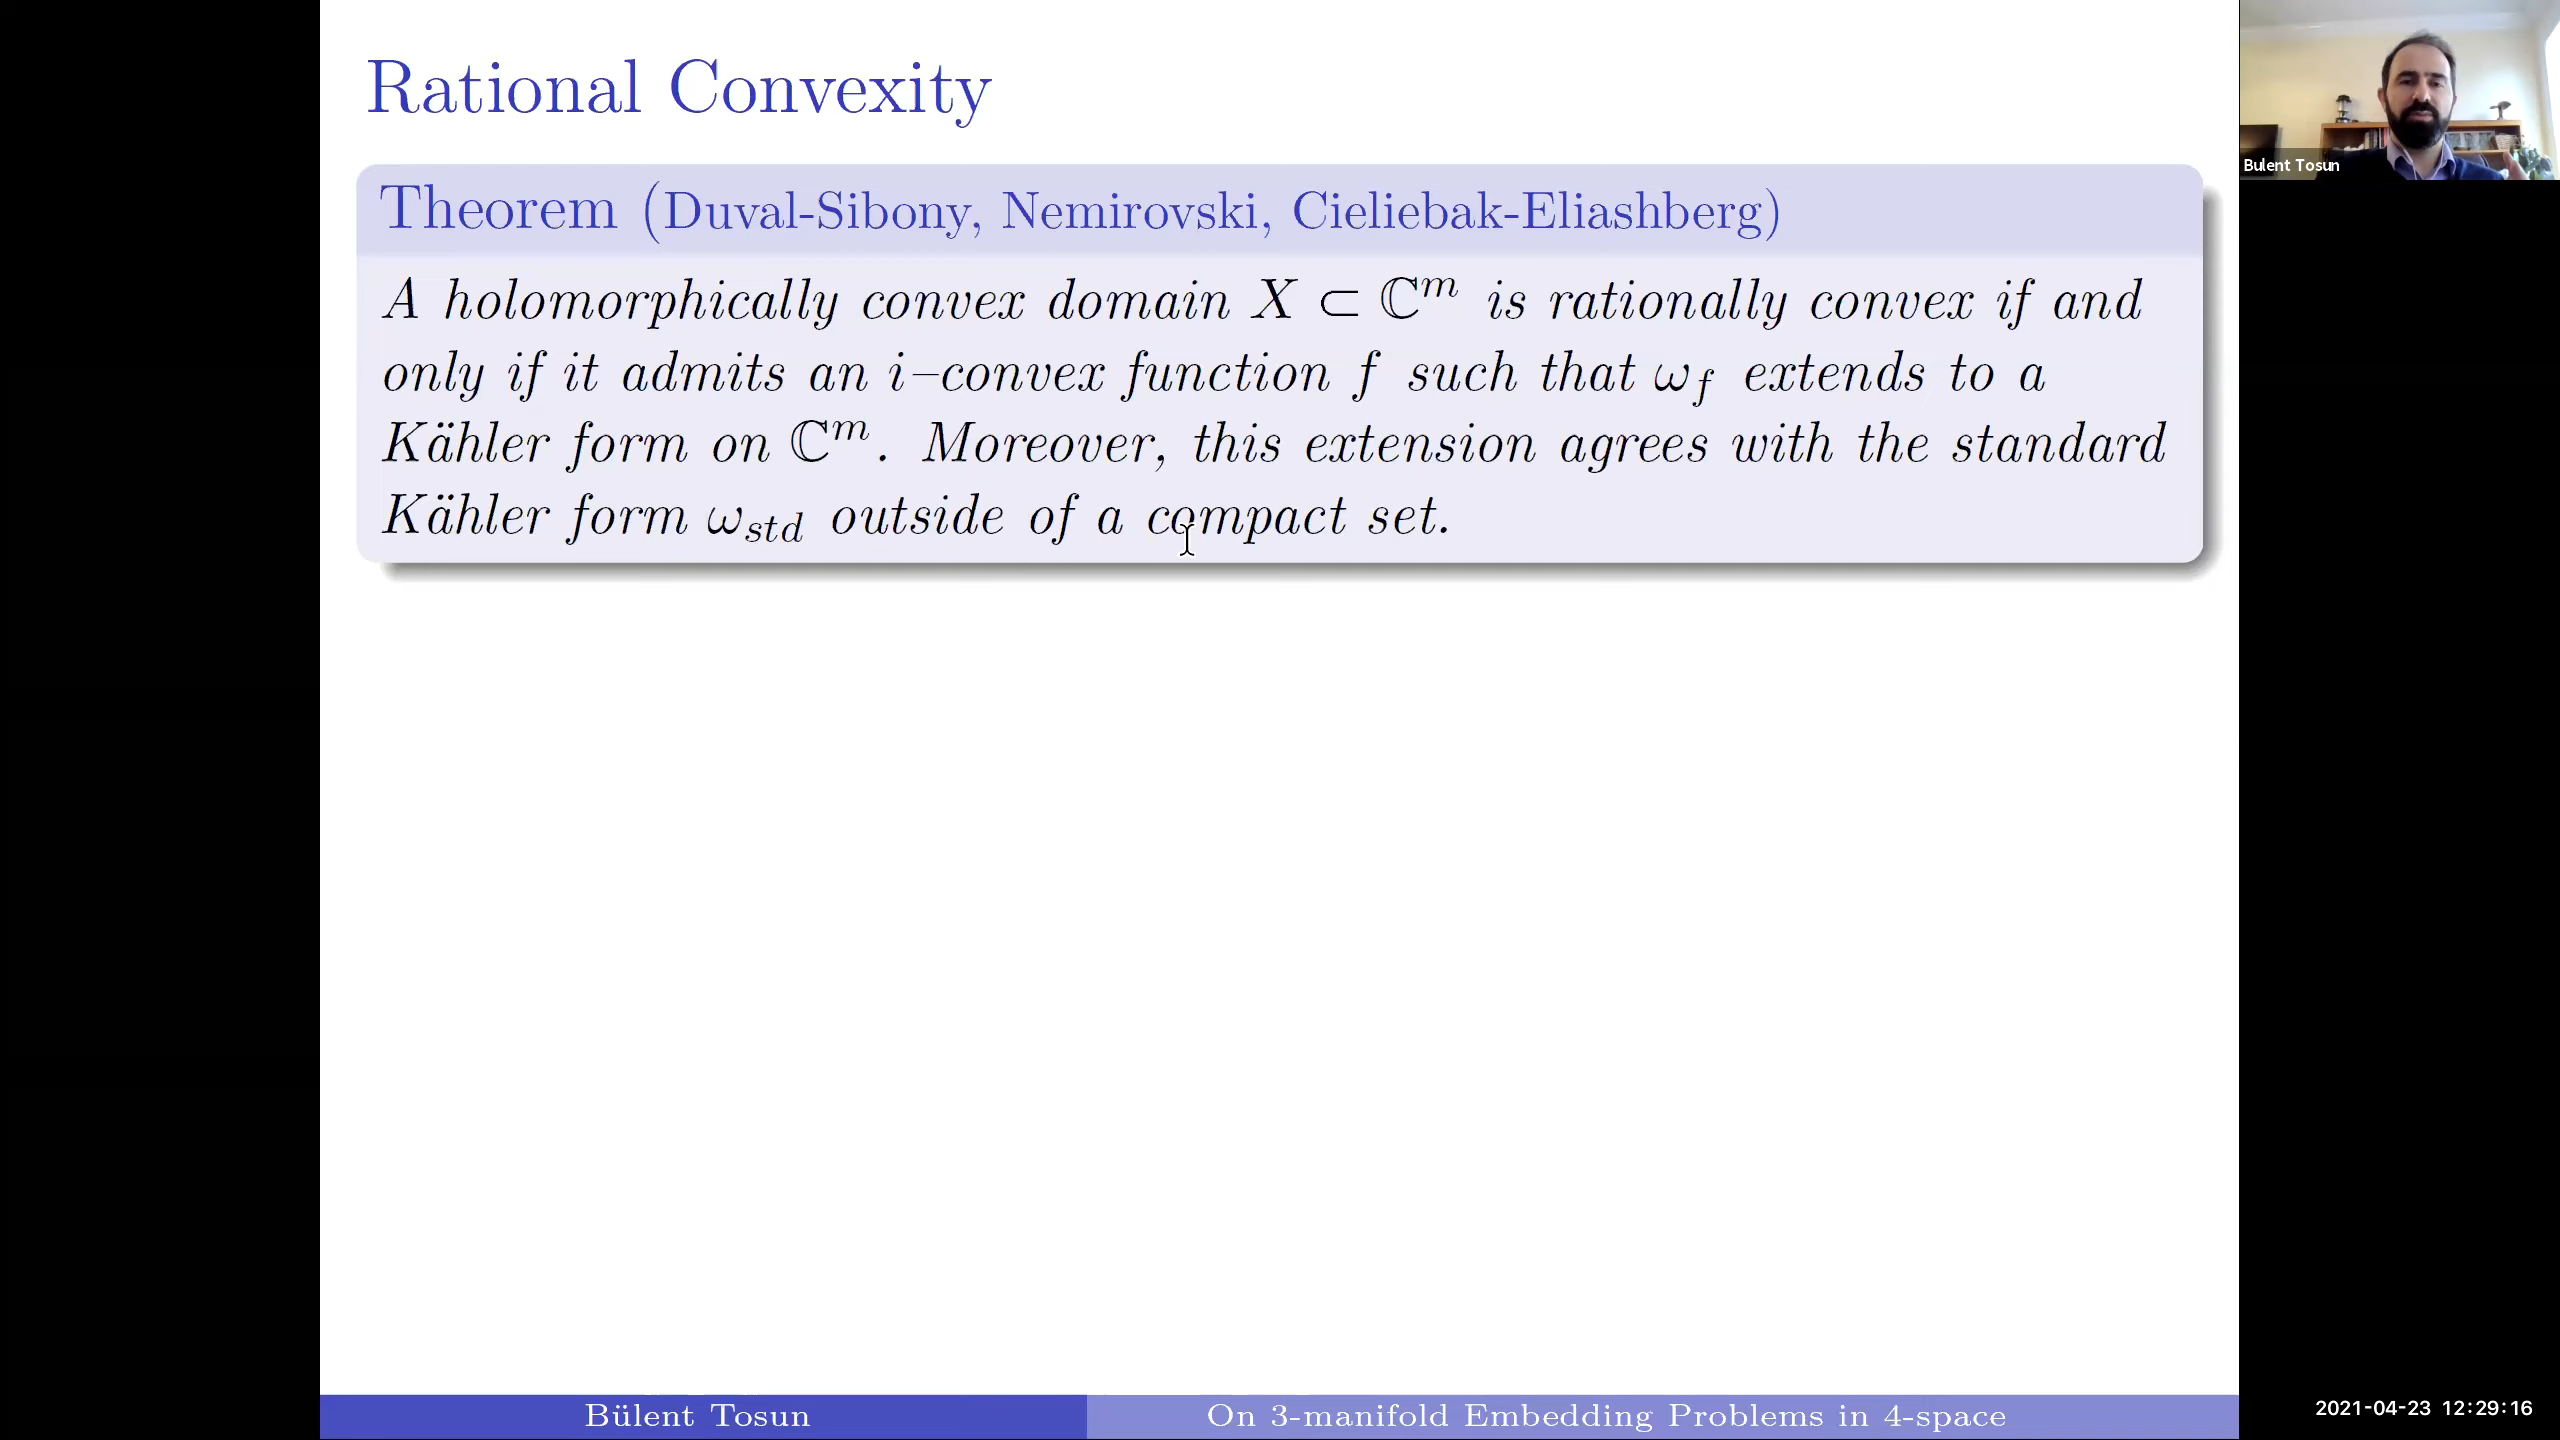 Rational Convexity
Theorem (Duval-Sibony, Nemirovski, Cieliebak-Eliashberg)
A holomorphically convex domain X ⊂ ℂᵐ is rationally convex if and
only if it admits an i–convex function f such that ω_f extends to a
Kähler form on ℂᵐ. Moreover, this extension agrees with the standard
Kähler form ω_std outside of a compact set.
Bulent Tosun
Bülent Tosun
On 3-manifold Embedding Problems in 4-space
2021-04-23 12:29:16